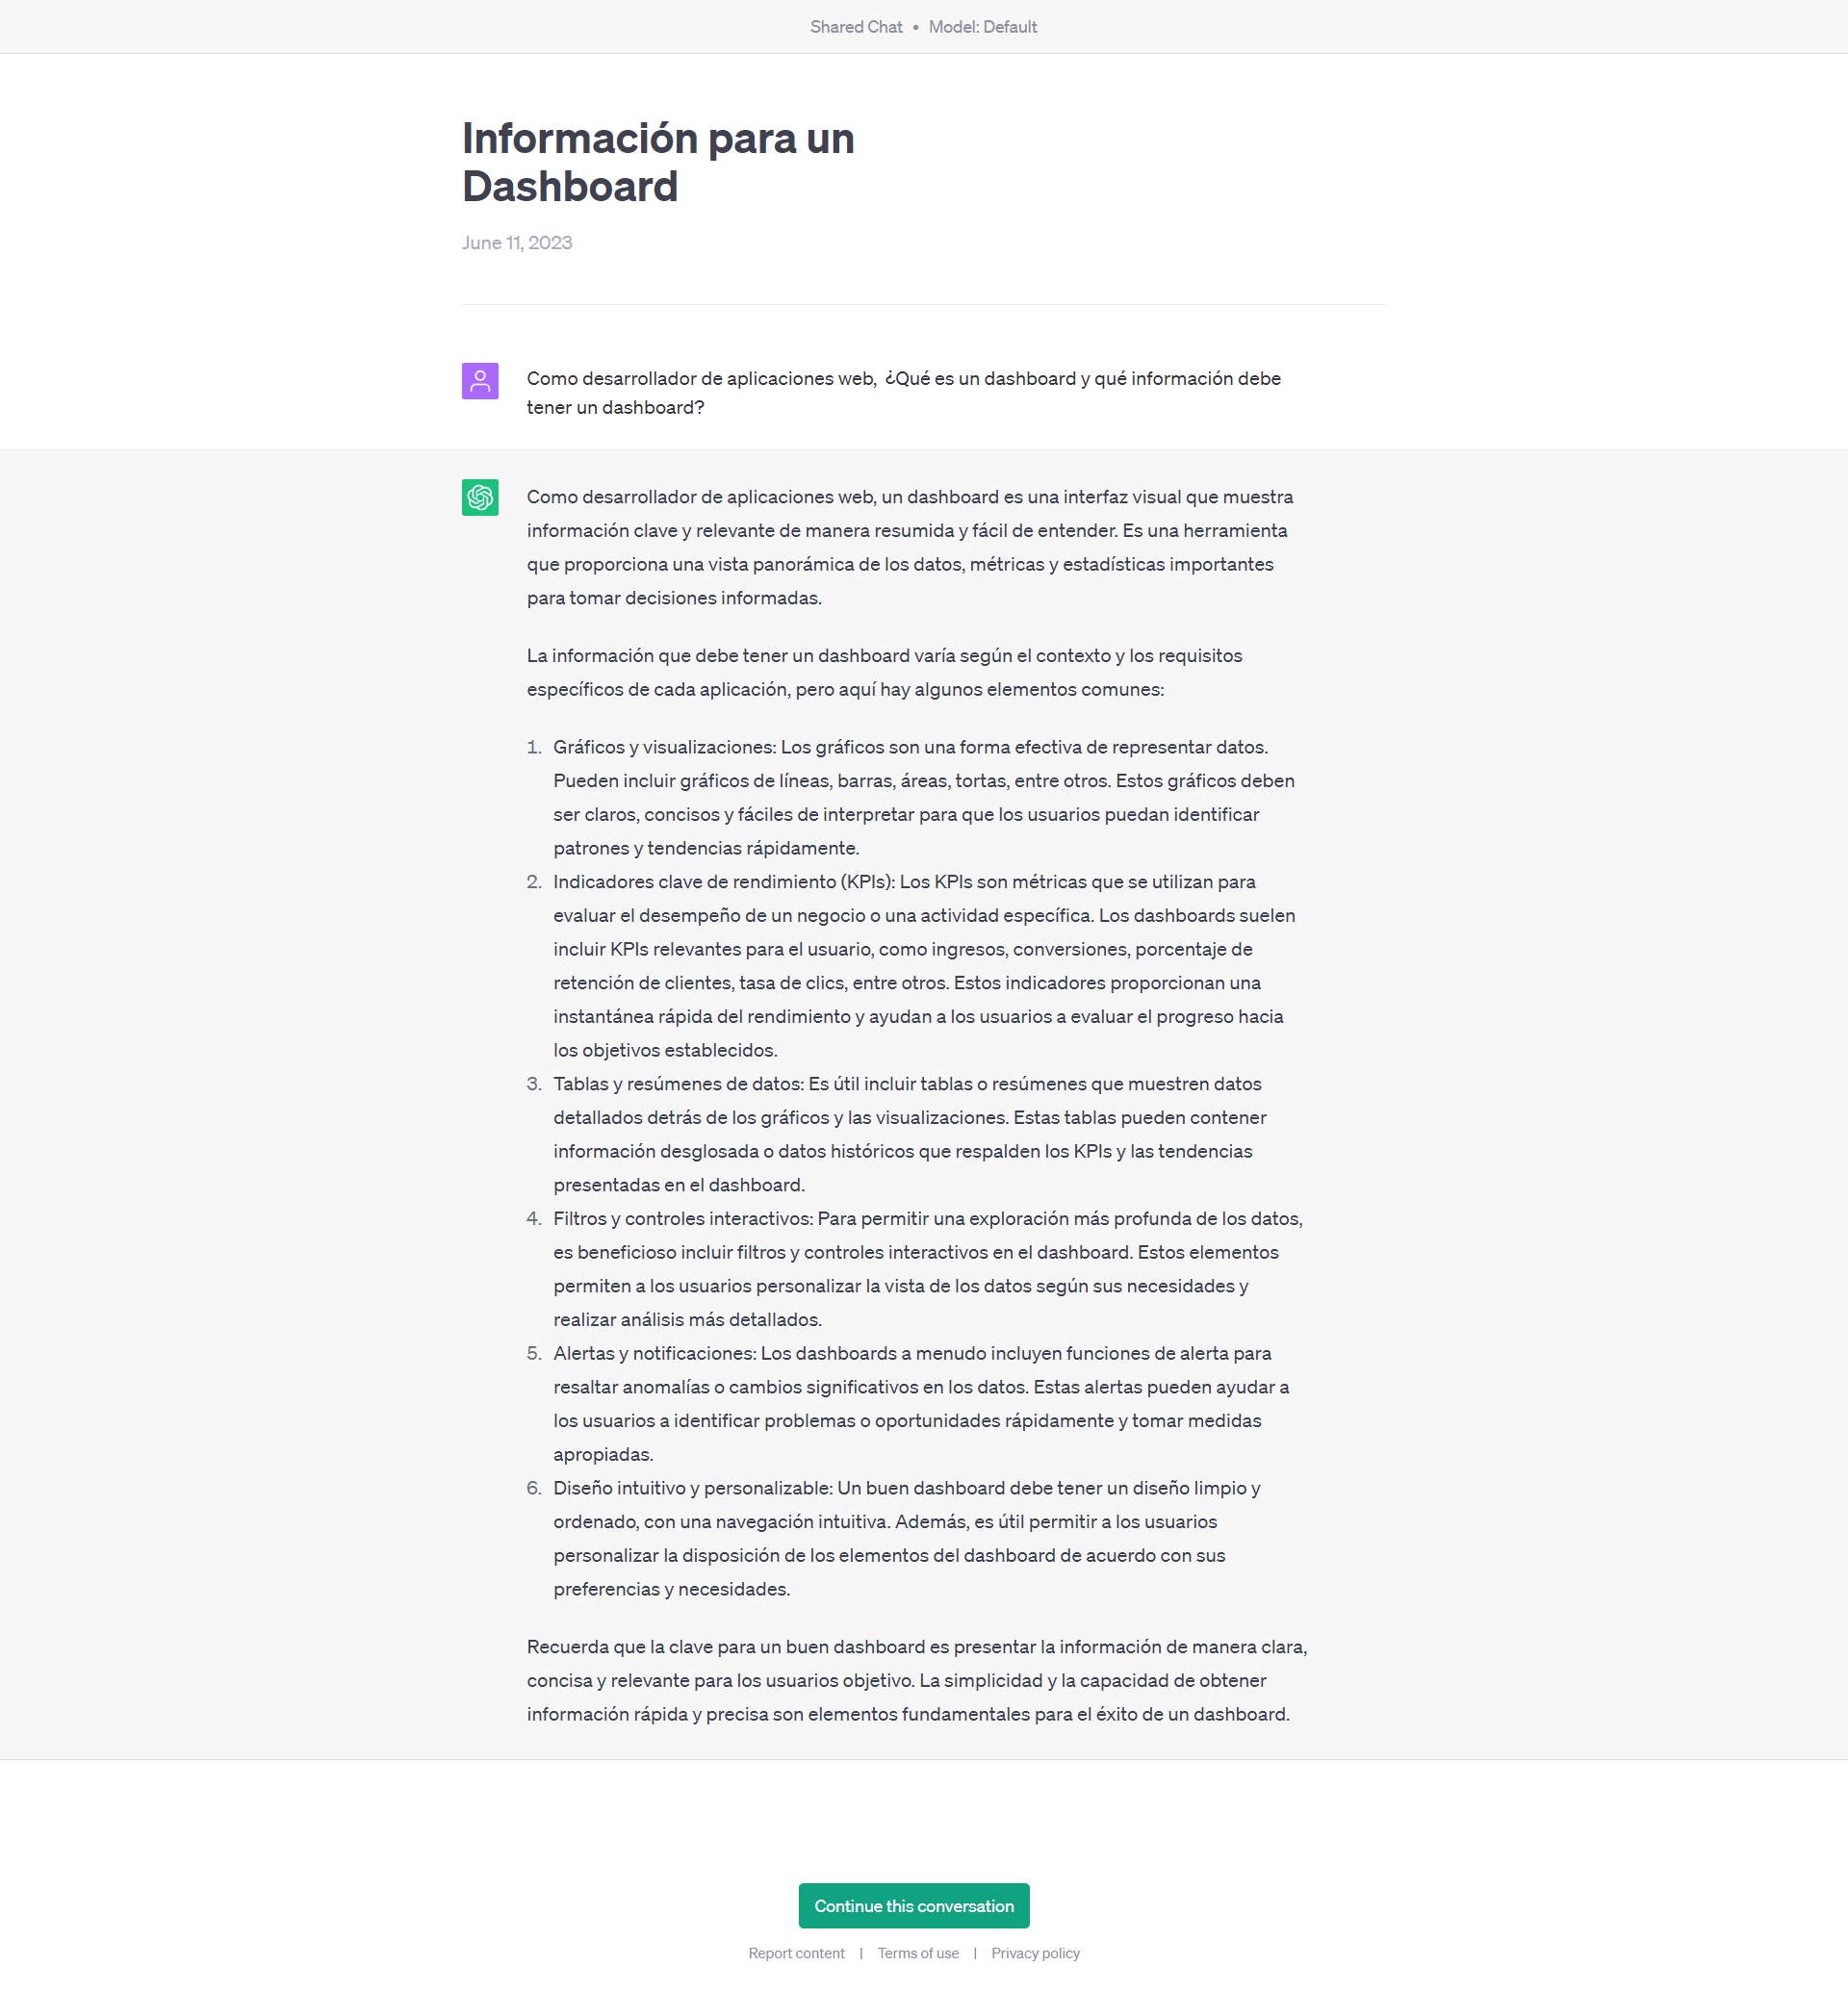 Shared Chat • Model: Default
Información para un
Dashboard
June 11, 2023
Como desarrollador de aplicaciones web,  ¿Qué es un dashboard y qué información debe
tener un dashboard?
Como desarrollador de aplicaciones web, un dashboard es una interfaz visual que muestra
información clave y relevante de manera resumida y fácil de entender. Es una herramienta
que proporciona una vista panorámica de los datos, métricas y estadísticas importantes
para tomar decisiones informadas.
La información que debe tener un dashboard varía según el contexto y los requisitos
específicos de cada aplicación, pero aquí hay algunos elementos comunes:
1. Gráficos y visualizaciones: Los gráficos son una forma efectiva de representar datos.
Pueden incluir gráficos de líneas, barras, áreas, tortas, entre otros. Estos gráficos deben
ser claros, concisos y fáciles de interpretar para que los usuarios puedan identificar
patrones y tendencias rápidamente.
2. Indicadores clave de rendimiento (KPIs): Los KPIs son métricas que se utilizan para
evaluar el desempeño de un negocio o una actividad específica. Los dashboards suelen
incluir KPIs relevantes para el usuario, como ingresos, conversiones, porcentaje de
retención de clientes, tasa de clics, entre otros. Estos indicadores proporcionan una
instantánea rápida del rendimiento y ayudan a los usuarios a evaluar el progreso hacia
los objetivos establecidos.
3. Tablas y resúmenes de datos: Es útil incluir tablas o resúmenes que muestren datos
detallados detrás de los gráficos y las visualizaciones. Estas tablas pueden contener
información desglosada o datos históricos que respalden los KPIs y las tendencias
presentadas en el dashboard.
4. Filtros y controles interactivos: Para permitir una exploración más profunda de los datos,
es beneficioso incluir filtros y controles interactivos en el dashboard. Estos elementos
permiten a los usuarios personalizar la vista de los datos según sus necesidades y
realizar análisis más detallados.
5. Alertas y notificaciones: Los dashboards a menudo incluyen funciones de alerta para
resaltar anomalías o cambios significativos en los datos. Estas alertas pueden ayudar a
los usuarios a identificar problemas o oportunidades rápidamente y tomar medidas
apropiadas.
6. Diseño intuitivo y personalizable: Un buen dashboard debe tener un diseño limpio y
ordenado, con una navegación intuitiva. Además, es útil permitir a los usuarios
personalizar la disposición de los elementos del dashboard de acuerdo con sus
preferencias y necesidades.
Recuerda que la clave para un buen dashboard es presentar la información de manera clara,
concisa y relevante para los usuarios objetivo. La simplicidad y la capacidad de obtener
información rápida y precisa son elementos fundamentales para el éxito de un dashboard.
Continue this conversation
Report content | Terms of use | Privacy policy